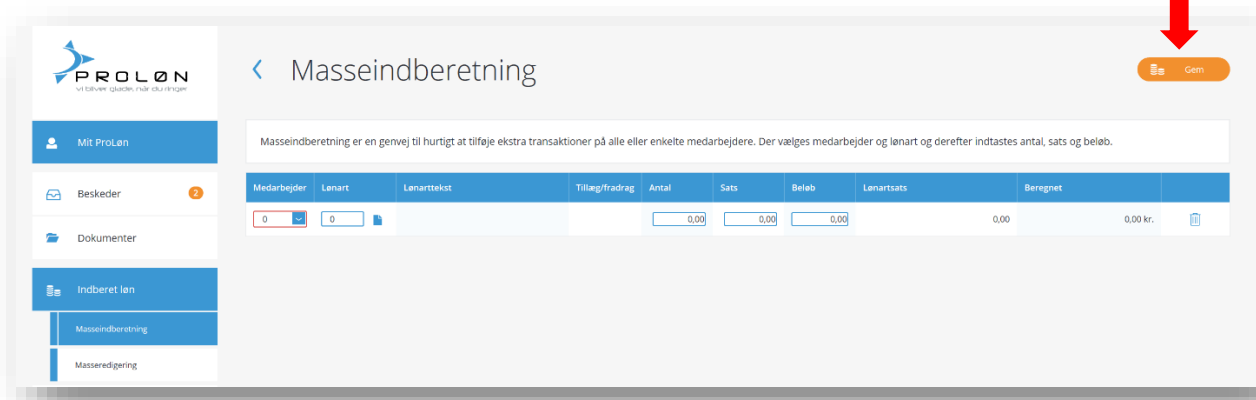 PROLØN
vi bliver glade, når du ringer
Masseindberetning
Gem
Mit ProLøn
Masseindberetning er en genvej til hurtigt at tilføje ekstra transaktioner på alle eller enkelte medarbejdere. Der vælges medarbejder og lønart og derefter indtastes antal, sats og beløb.
Beskeder 2
Medarbejder Lønart Lønarttekst Tillæg/fradrag Antal Sats Beløb Lønartsats Beregnet
0 0 0,00 0,00 0,00 0,00 0,00 kr.
Dokumenter
Indberet løn
Masseindberetning
Masseredigering